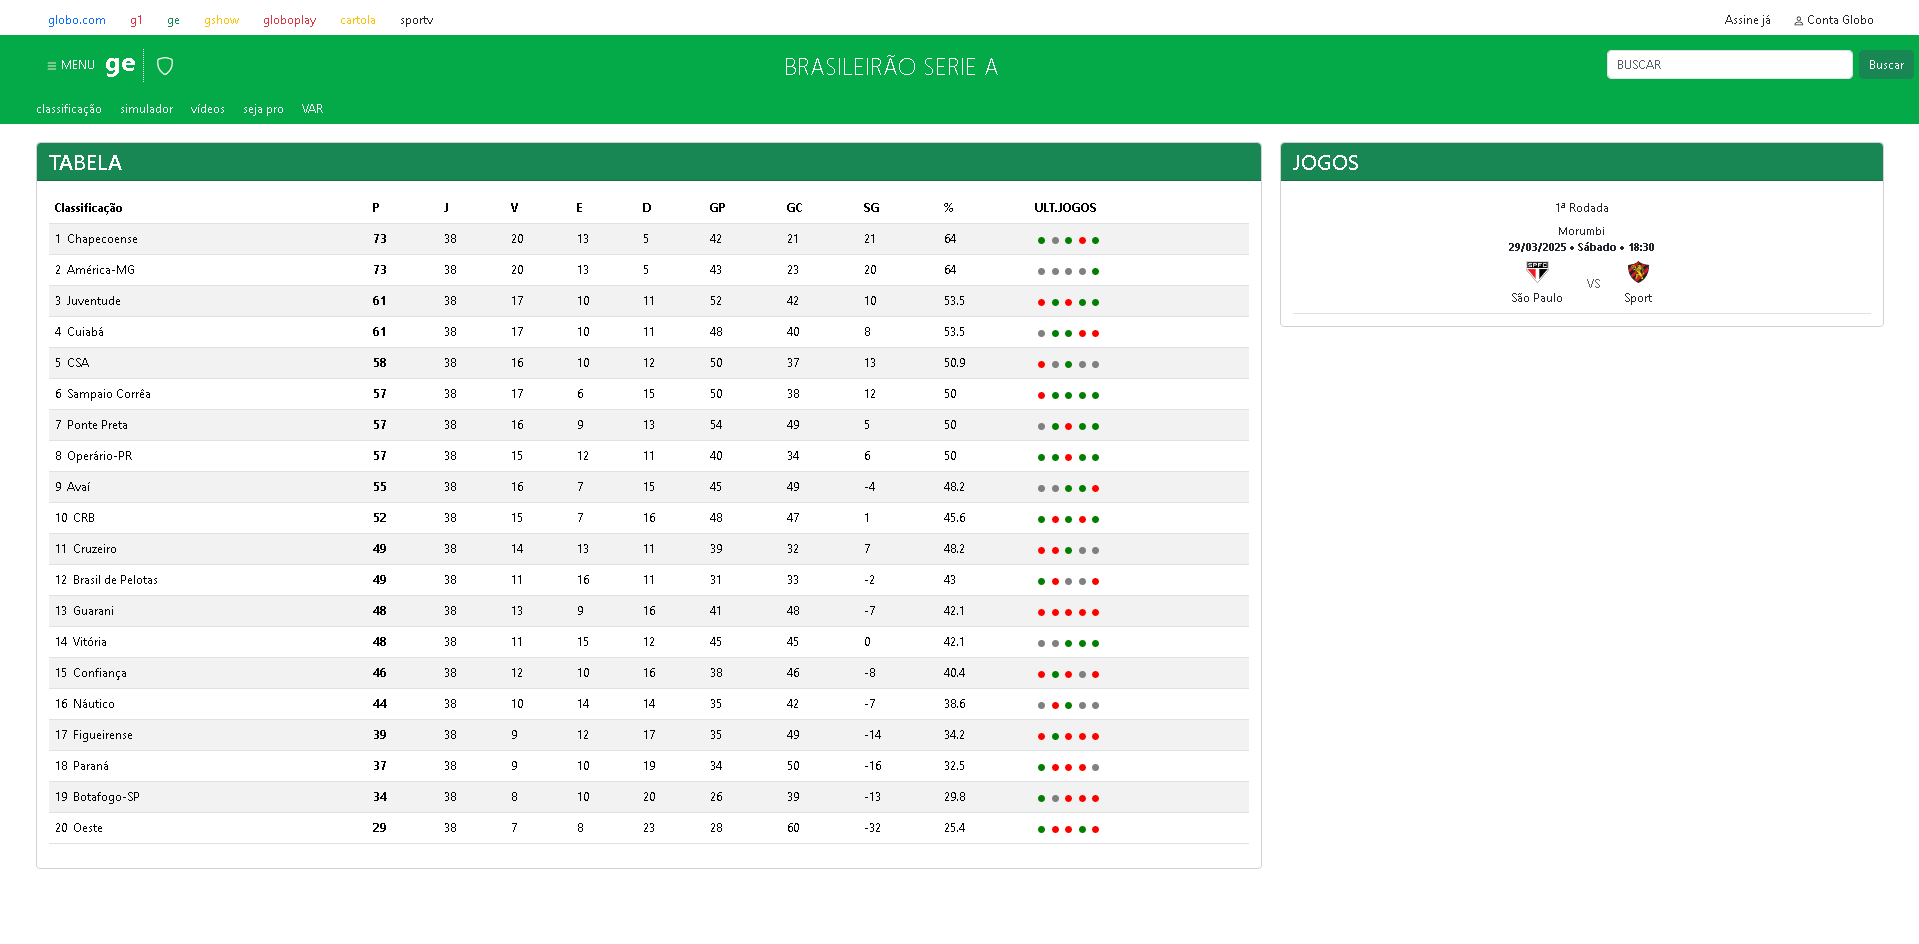 globo.com g1 ge gshow globoplay cartola sportv Assine já Conta Globo
MENU ge BRASILEIRÃO SERIE A BUSCAR Buscar
classificação simulador vídeos seja pro VAR
TABELA
Classificação P J V E D GP GC SG % ULT.JOGOS
1 Chapecoense 73 38 20 13 5 42 21 21 64
2 América-MG 73 38 20 13 5 43 23 20 64
3 Juventude 61 38 17 10 11 52 42 10 53.5
4 Cuiabá 61 38 17 10 11 48 40 8 53.5
5 CSA 58 38 16 10 12 50 37 13 50.9
6 Sampaio Corrêa 57 38 17 6 15 50 38 12 50
7 Ponte Preta 57 38 16 9 13 54 49 5 50
8 Operário-PR 57 38 15 12 11 40 34 6 50
9 Avaí 55 38 16 7 15 45 49 -4 48.2
10 CRB 52 38 15 7 16 48 47 1 45.6
11 Cruzeiro 49 38 14 13 11 39 32 7 48.2
12 Brasil de Pelotas 49 38 11 16 11 31 33 -2 43
13 Guarani 48 38 13 9 16 41 48 -7 42.1
14 Vitória 48 38 11 15 12 45 45 0 42.1
15 Confiança 46 38 12 10 16 38 46 -8 40.4
16 Náutico 44 38 10 14 14 35 42 -7 38.6
17 Figueirense 39 38 9 12 17 35 49 -14 34.2
18 Paraná 37 38 9 10 19 34 50 -16 32.5
19 Botafogo-SP 34 38 8 10 20 26 39 -13 29.8
20 Oeste 29 38 7 8 23 28 60 -32 25.4
JOGOS
1ª Rodada
Morumbi
29/03/2025 • Sábado • 18:30
SPFC
VS
São Paulo Sport